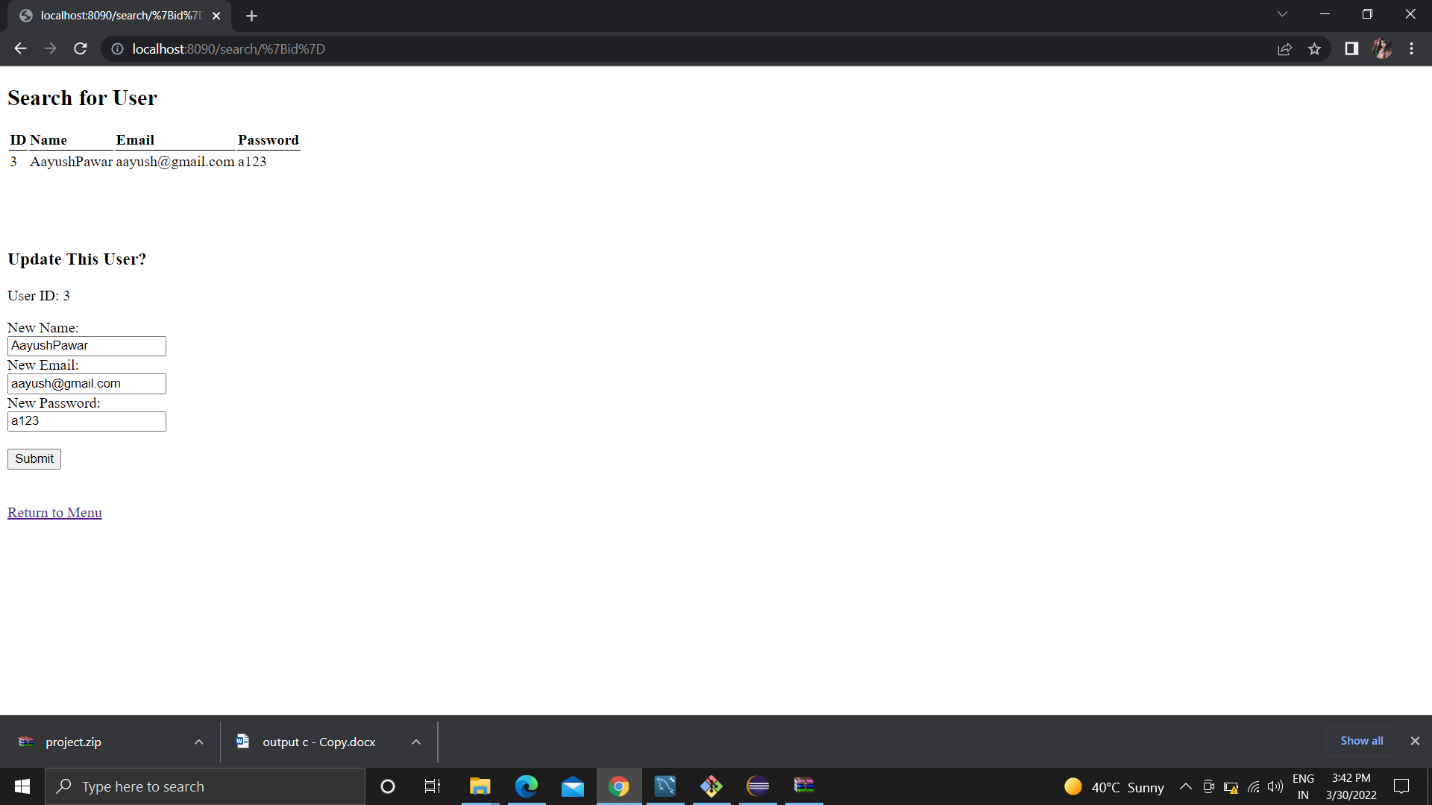 localhost:8090/search/%7Bid%7D
localhost:8090/search/%7Bid%7D
Search for User
ID Name Email Password
3 AayushPawar aayush@gmail.com a123
Update This User?
User ID: 3
New Name:
AayushPawar
New Email:
aayush@gmail.com
New Password:
a123
Submit
Return to Menu
project.zip
output c - Copy.docx
Show all
Type here to search
40°C Sunny
ENG
IN
3:42 PM
3/30/2022